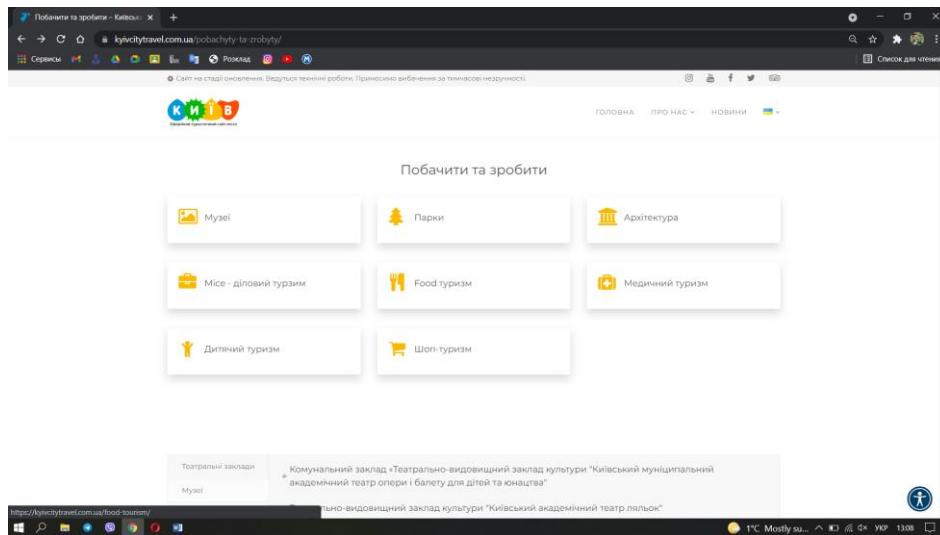 Побачити та зробити – Київськ
kyivcitytravel.com.ua/pobachyty-ta-zrobyty/
Сервисы
Розклад
Список для чтения
Сайт на стадії оновлення. Ведуться технічні роботи. Приносимо вибачення за тимчасові незручності.
КИЇВ
ГОЛОВНА ПРО НАС НОВИНИ
Побачити та зробити
Музеї Парки Архітектура
Mice - діловий турзим Food туризм Медичний туризм
Дитячий туризм Шоп-туризм
Театральні заклади
Музеї
+ Комунальний заклад «Театрально-видовищний заклад культури "Київський муніципальний
академічний театр опери і балету для дітей та юнацтва"
льно-видовищний заклад культури "Київський академічний театр ляльок"
https://kyivcitytravel.com.ua/food-tourism/
1°C Mostly su... УКР 13:08